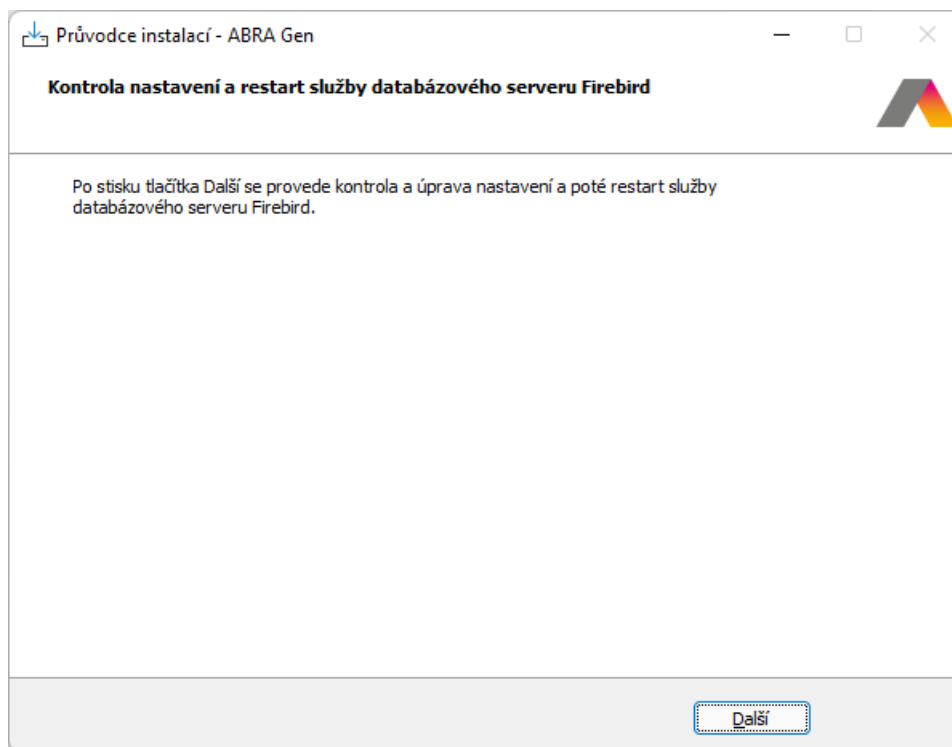 Průvodce instalací - ABRA Gen
Kontrola nastavení a restart služby databázového serveru Firebird
Po stisku tlačítka Další se provede kontrola a úprava nastavení a poté restart služby
databázového serveru Firebird.
Další